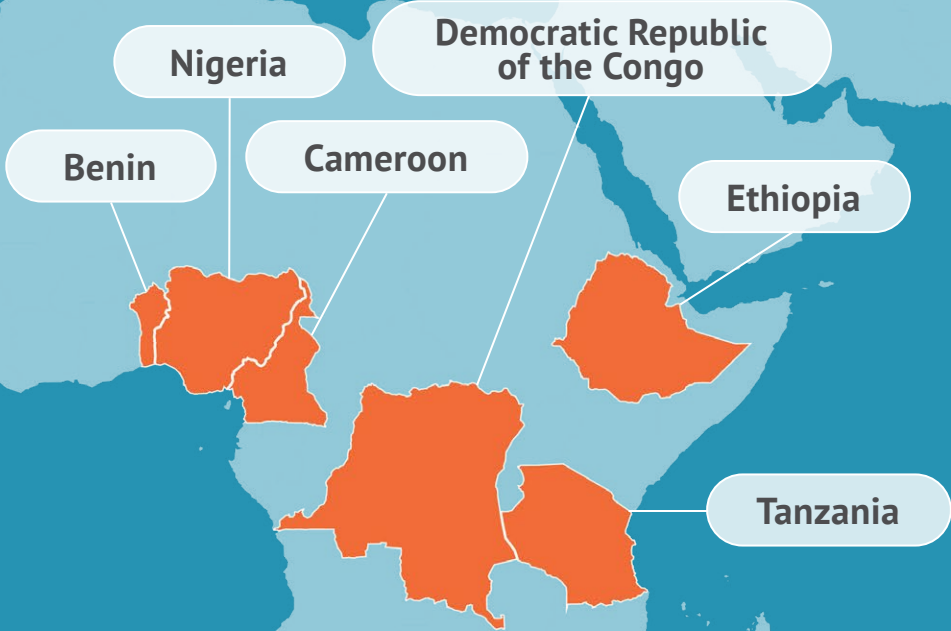 Democratic Republic
of the Congo
Nigeria
Cameroon
Benin
Ethiopia
Tanzania